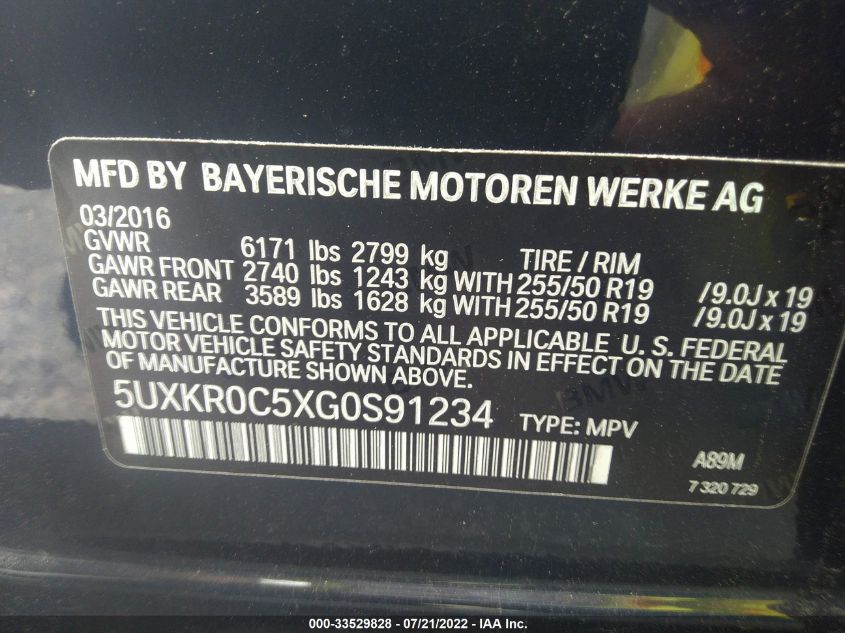 MFD BY BAYERISCHE MOTOREN WERKE AG
03/2016
GVWR 6171 lbs 2799 kg TIRE / RIM
GAWR FRONT 2740 lbs 1243 kg WITH 255/50 R19 /9.0J x 19
GAWR REAR 3589 lbs 1628 kg WITH 255/50 R19 /9.0J x 19
THIS VEHICLE CONFORMS TO ALL APPLICABLE U. S. FEDERAL
MOTOR VEHICLE SAFETY STANDARDS IN EFFECT ON THE DATE
OF MANUFACTURE SHOWN ABOVE.
5UXKR0C5XG0S91234 TYPE: MPV
A89M
7 320 729
000-33529828 - 07/21/2022 - IAA Inc.